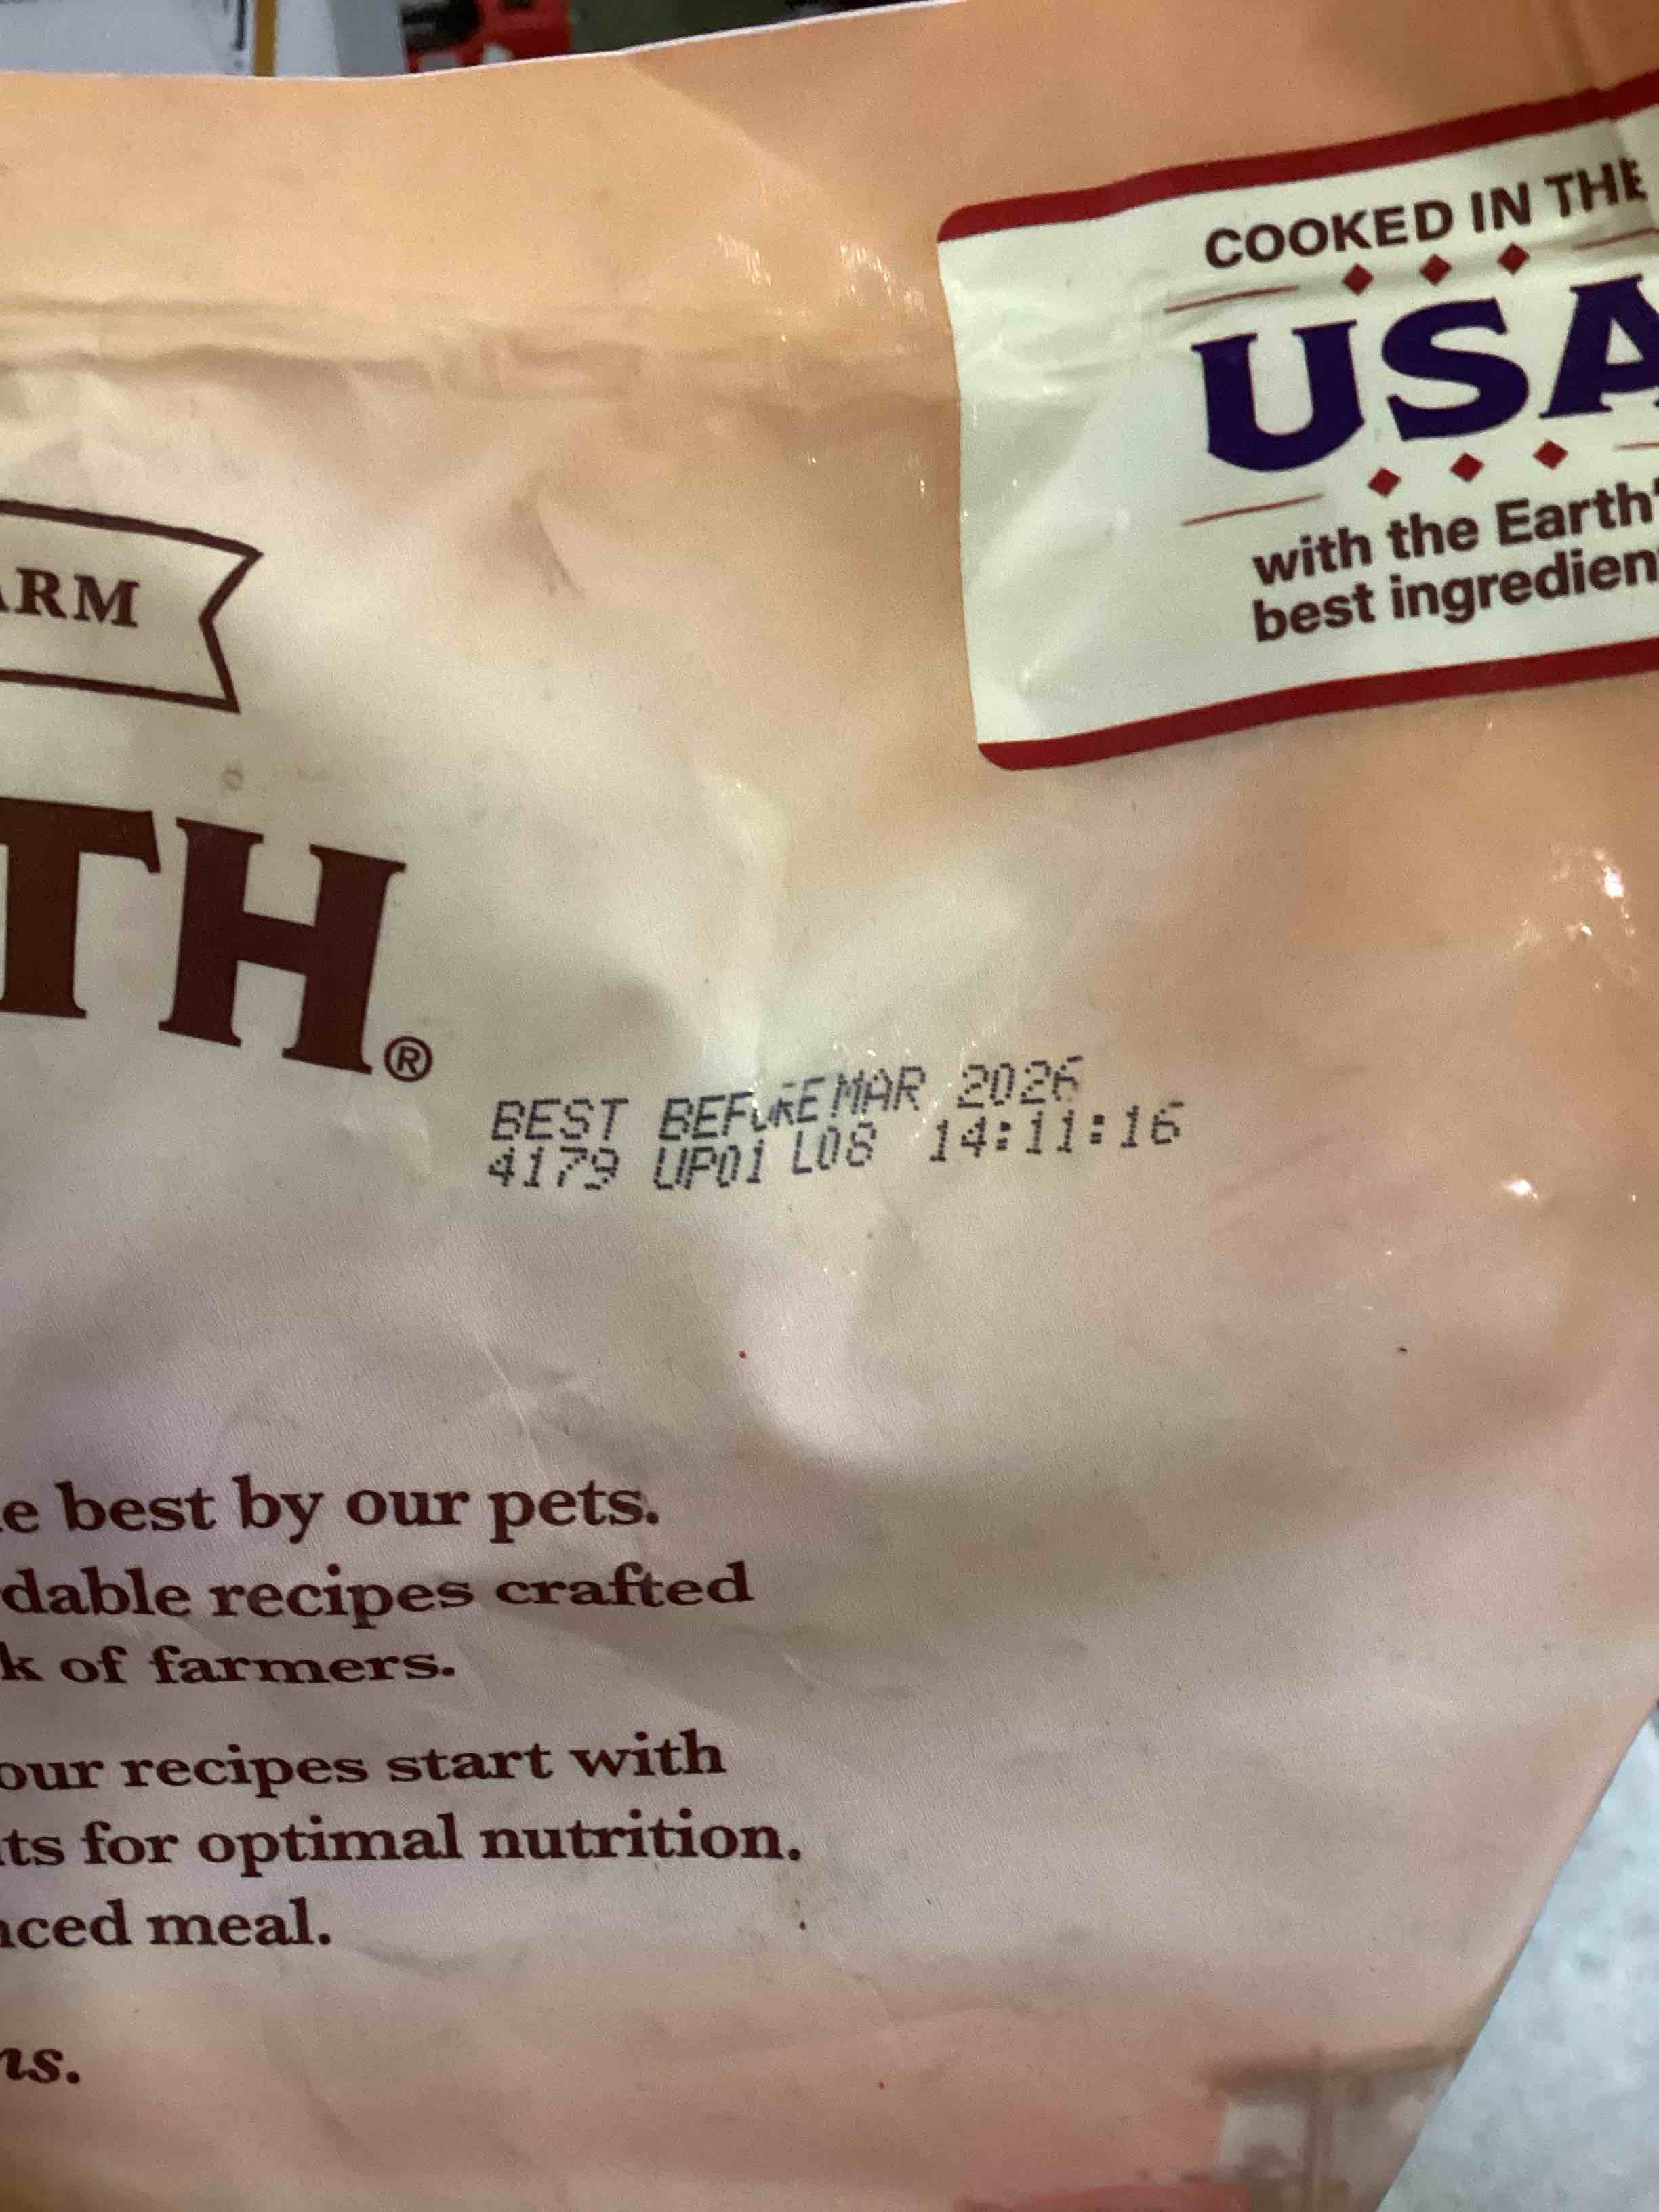 COOKED IN THE
USA
with the Earth'
best ingredien
ARM
TH®
BEST BEFORE MAR 2026
4179 UP01 L08 14:11:16
e best by our pets.
dable recipes crafted
k of farmers.
our recipes start with
ts for optimal nutrition.
nced meal.
ns.